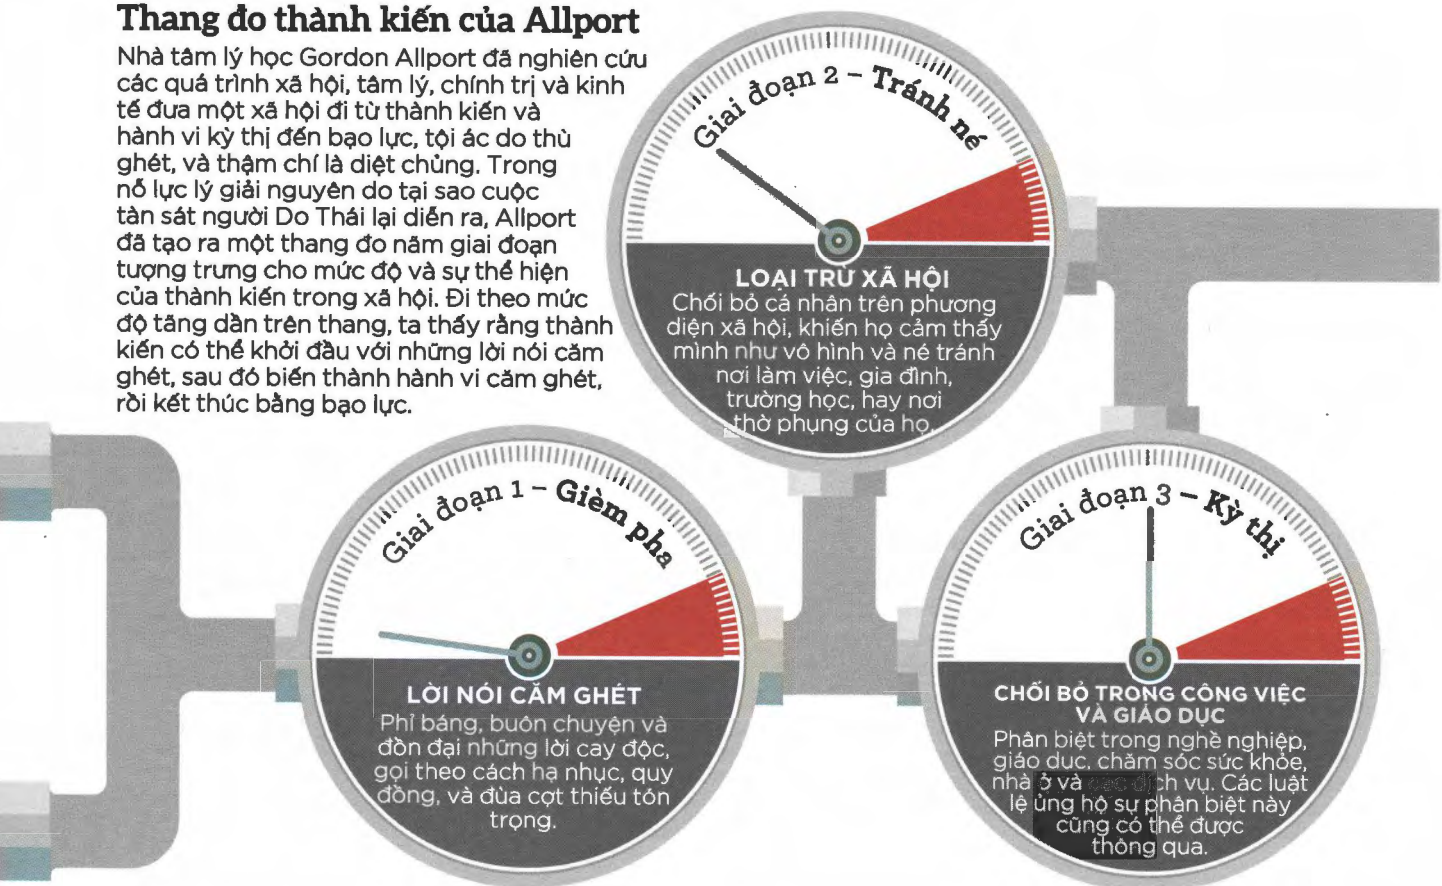 Thang đo thành kiến của Allport
Nhà tâm lý học Gordon Allport đã nghiên cứu
các quá trình xã hội, tâm lý, chính trị và kinh
tế đưa một xã hội đi từ thành kiến và
hành vi kỳ thị đến bạo lực, tội ác do thù
ghét, và thậm chí là diệt chủng. Trong
nỗ lực lý giải nguyên do tại sao cuộc
tàn sát người Do Thái lại diễn ra, Allport
đã tạo ra một thang đo năm giai đoạn
tượng trưng cho mức độ và sự thể hiện
của thành kiến trong xã hội. Đi theo mức
độ tăng dần trên thang, ta thấy rằng thành
kiến có thể khởi đầu với những lời nói căm
ghét, sau đó biến thành hành vi căm ghét,
rồi kết thúc bằng bạo lực.
Giai đoạn 1 – Gièm pha
LỜI NÓI CĂM GHÉT
Phỉ báng, buôn chuyện và
đồn đại những lời cay độc,
gọi theo cách hạ nhục, quy
đồng, và đùa cợt thiếu tôn
trọng.
Giai đoạn 2 – Tránh né
LOẠI TRỪ XÃ HỘI
Chối bỏ cá nhân trên phương
diện xã hội, khiến họ cảm thấy
mình như vô hình và né tránh
nơi làm việc, gia đình,
trường học, hay nơi
thờ phụng của họ.
Giai đoạn 3 – Kỳ thị
CHỐI BỎ TRONG CÔNG VIỆC
VÀ GIÁO DỤC
Phân biệt trong nghề nghiệp,
giáo dục, chăm sóc sức khỏe,
nhà ở và các dịch vụ. Các luật
lệ ủng hộ sự phân biệt này
cũng có thể được
thông qua.